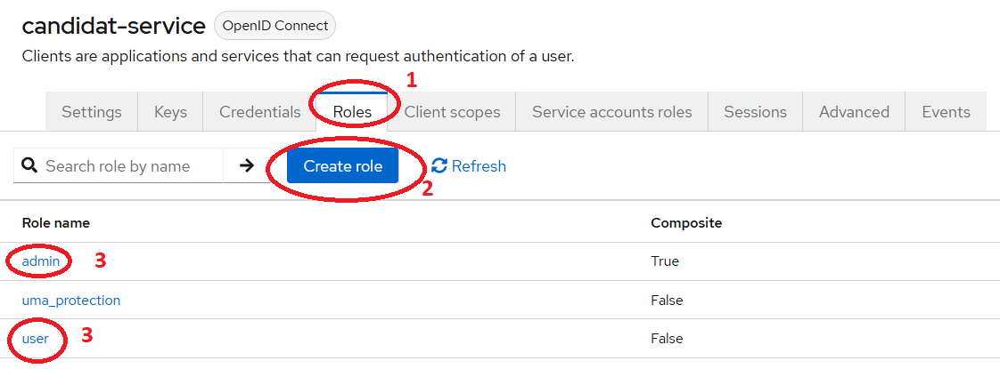 candidat-service OpenID Connect
Clients are applications and services that can request authentication of a user.
1
Settings Keys Credentials Roles Client scopes Service accounts roles Sessions Advanced Events
Search role by name Create role Refresh
2
Role name Composite
admin 3 True
uma_protection False
user 3 False